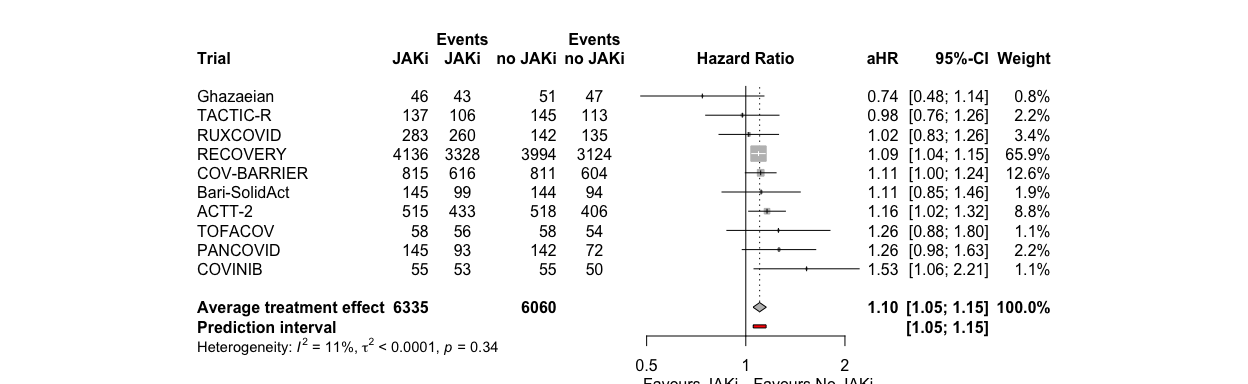 Events Events
Trial JAKi JAKi no JAKi no JAKi Hazard Ratio aHR 95%-CI Weight
Ghazaeian 46 43 51 47 0.74 [0.48; 1.14] 0.8%
TACTIC-R 137 106 145 113 0.98 [0.76; 1.26] 2.2%
RUXCOVID 283 260 142 135 1.02 [0.83; 1.26] 3.4%
RECOVERY 4136 3328 3994 3124 1.09 [1.04; 1.15] 65.9%
COV-BARRIER 815 616 811 604 1.11 [1.00; 1.24] 12.6%
Bari-SolidAct 145 99 144 94 1.11 [0.85; 1.46] 1.9%
ACTT-2 515 433 518 406 1.16 [1.02; 1.32] 8.8%
TOFACOV 58 56 58 54 1.26 [0.88; 1.80] 1.1%
PANCOVID 145 93 142 72 1.26 [0.98; 1.63] 2.2%
COVINIB 55 53 55 50 1.53 [1.06; 2.21] 1.1%
Average treatment effect 6335 6060 1.10 [1.05; 1.15] 100.0%
Prediction interval [1.05; 1.15]
Heterogeneity: I² = 11%, τ² < 0.0001, p = 0.34
0.5 1 2
Favours JAKi Favours No JAKi